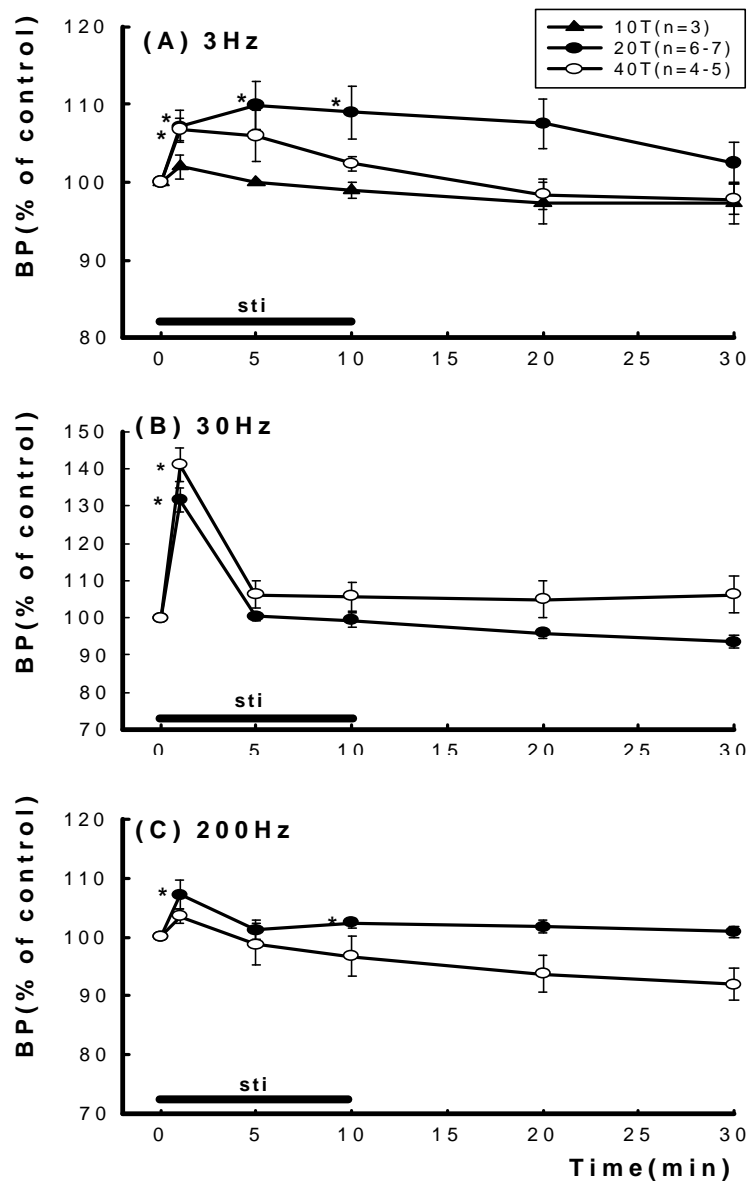 120
(A) 3Hz
10T(n=3)
20T(n=6-7)
40T(n=4-5)
*
*
110
*
*
100
90
80
BP(% of control)
sti
0 5 10 15 20 25 30
(B) 30Hz
150
140
*
130
*
120
110
100
90
80
70
BP(% of control)
sti
0 5 10 15 20 25 30
120
(C) 200Hz
110
*
*
100
90
80
70
BP(% of control)
sti
0 5 10 15 20 25 30
Time(min)